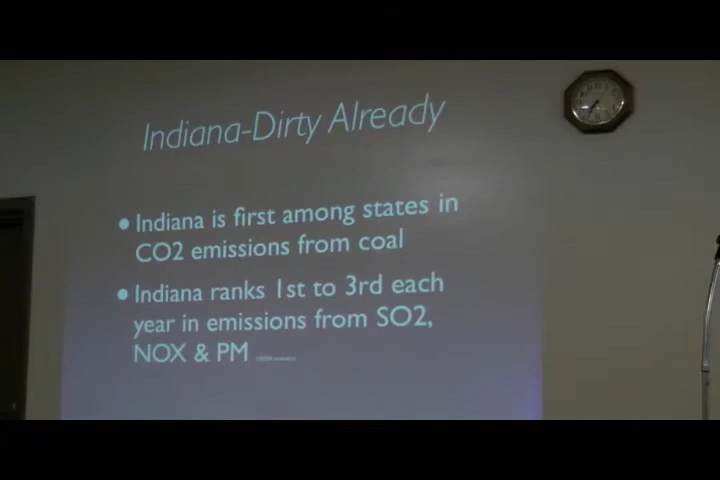 Indiana-Dirty Already
• Indiana is first among states in
CO2 emissions from coal
• Indiana ranks 1st to 3rd each
year in emissions from SO2,
NOX & PM